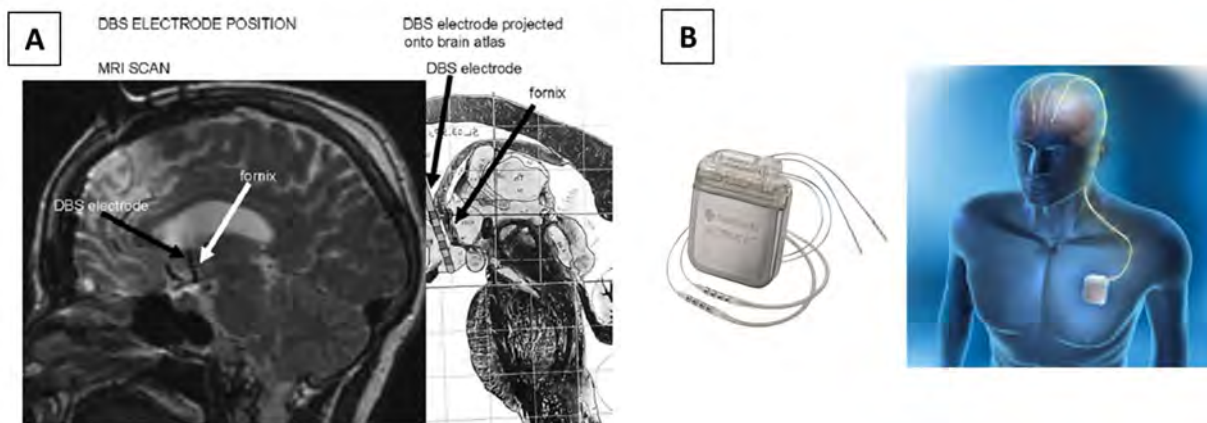 A
DBS ELECTRODE POSITION
MRI SCAN
DBS electrode
fornix
DBS electrode projected
onto brain atlas
DBS electrode
fornix
B